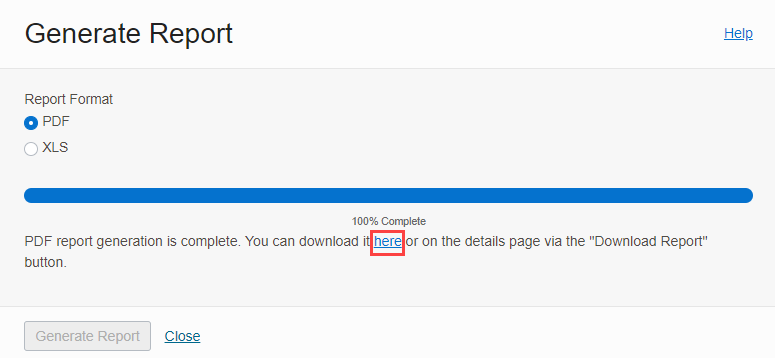 Generate Report
Help
Report Format
PDF
XLS
100% Complete
PDF report generation is complete. You can download it here or on the details page via the "Download Report"
button.
Generate Report
Close